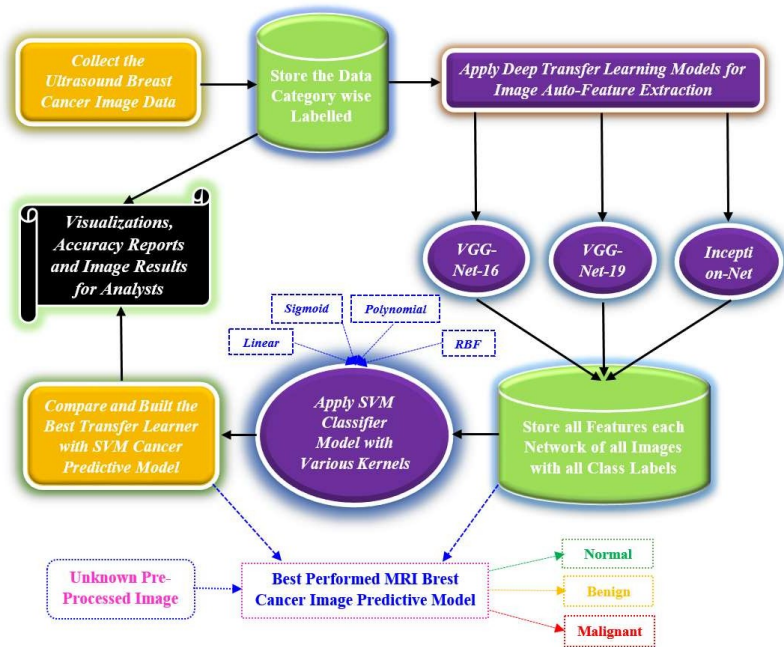 Collect the
Ultrasound Breast
Cancer Image Data
Store the Data
Category wise
Labelled
Apply Deep Transfer Learning Models for
Image Auto-Feature Extraction
Visualizations,
Accuracy Reports
and Image Results
for Analysts
VGG-
Net-16
VGG-
Net-19
Incepti
on-Net
Sigmoid
Polynomial
Linear
RBF
Compare and Built the
Best Transfer Learner
with SVM Cancer
Predictive Model
Apply SVM
Classifier
Model with
Various Kernels
Store all Features each
Network of all Images
with all Class Labels
Unknown Pre-
Processed Image
Best Performed MRI Brest
Cancer Image Predictive Model
Normal
Benign
Malignant